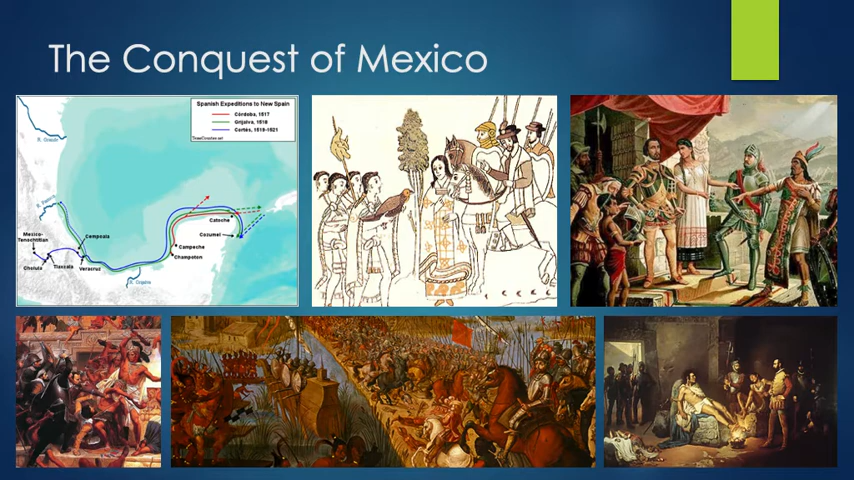 The Conquest of Mexico
Spanish Expeditions to New Spain
Córdoba, 1517
Grijalva, 1518
Cortés, 1519-1521
Catoche
Cozumel
Cempoala
Mexico-
Tenochtitlan
Campeche
Champoton
Cholula
Tlaxcala
Veracruz